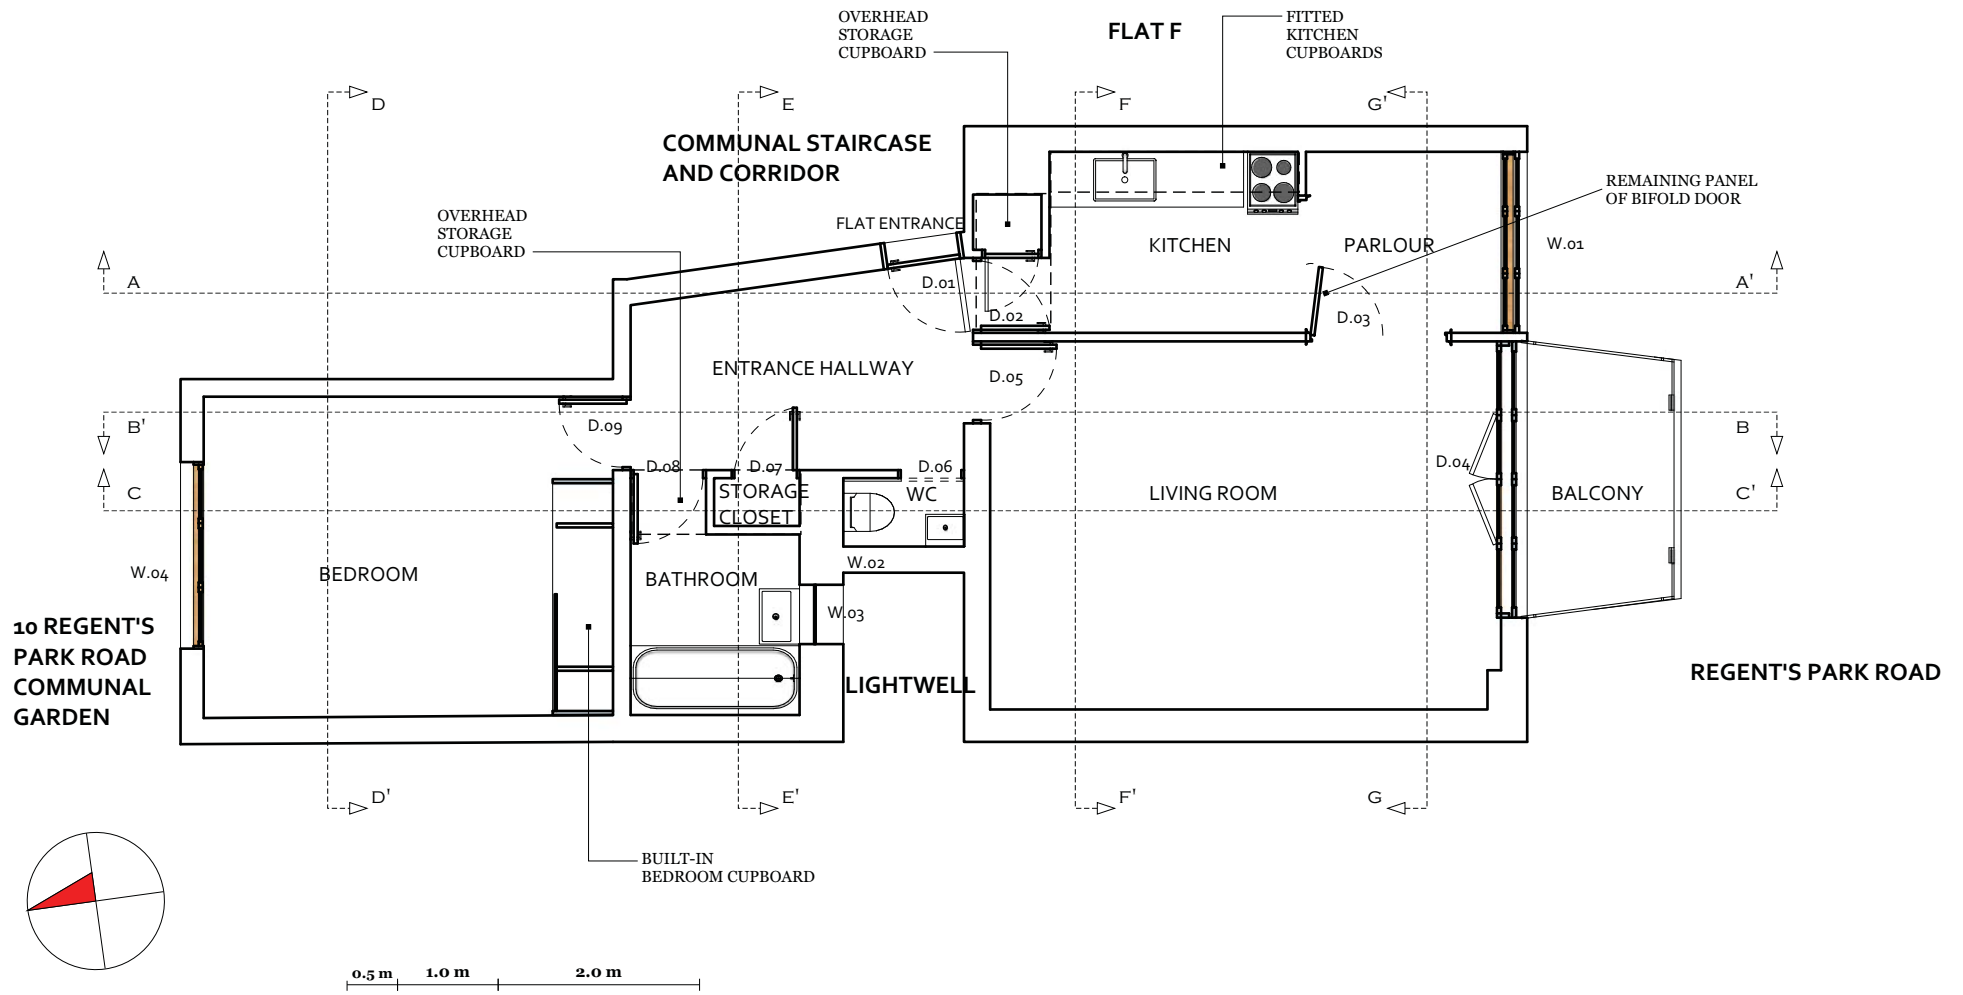 OVERHEAD
STORAGE
CUPBOARD
FLAT F
FITTED
KITCHEN
CUPBOARDS
D
E
F
G'
COMMUNAL STAIRCASE
AND CORRIDOR
REMAINING PANEL
OF BIFOLD DOOR
OVERHEAD
STORAGE
CUPBOARD
FLAT ENTRANCE
KITCHEN
PARLOUR
W.01
A
D.01
A'
D.02
D.03
ENTRANCE HALLWAY
D.05
B'
D.09
B
D.08
D.07
D.06
D.04
C
STORAGE
CLOSET
WC
LIVING ROOM
BALCONY
C'
W.04
BEDROOM
BATHROOM
W.02
W.03
10 REGENT'S
PARK ROAD
COMMUNAL
GARDEN
LIGHTWELL
REGENT'S PARK ROAD
D'
E'
F'
G
BUILT-IN
BEDROOM CUPBOARD
0.5 m 1.0 m 2.0 m